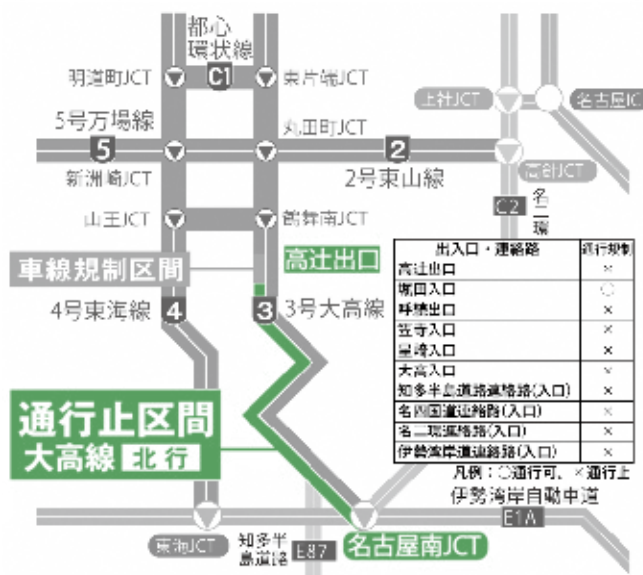 都心
環状線
明道町JCT
C1
東片端JCT
上社JCT
名古屋IC
5号万場線
丸田町JCT
5
2
高針JCT
新洲崎JCT
2号東山線
山王JCT
鶴舞南JCT
C2
名二環
車線規制区間
高辻出口
4号東海線
4
3
3号大高線
出入口・連絡路
通行規制
高辻出口
×
堀田入口
○
呼続出口
×
笠寺入口
×
星崎入口
×
大高入口
×
知多半島道路連絡路(入口)
×
名四国道連絡路(入口)
×
名二環連絡路(入口)
×
伊勢湾岸道連絡路(入口)
×
凡例:○通行可、×通行止
通行止区間
大高線 北行
伊勢湾岸自動車道
E1A
東海JCT
知多半
島道路
E87
名古屋南JCT